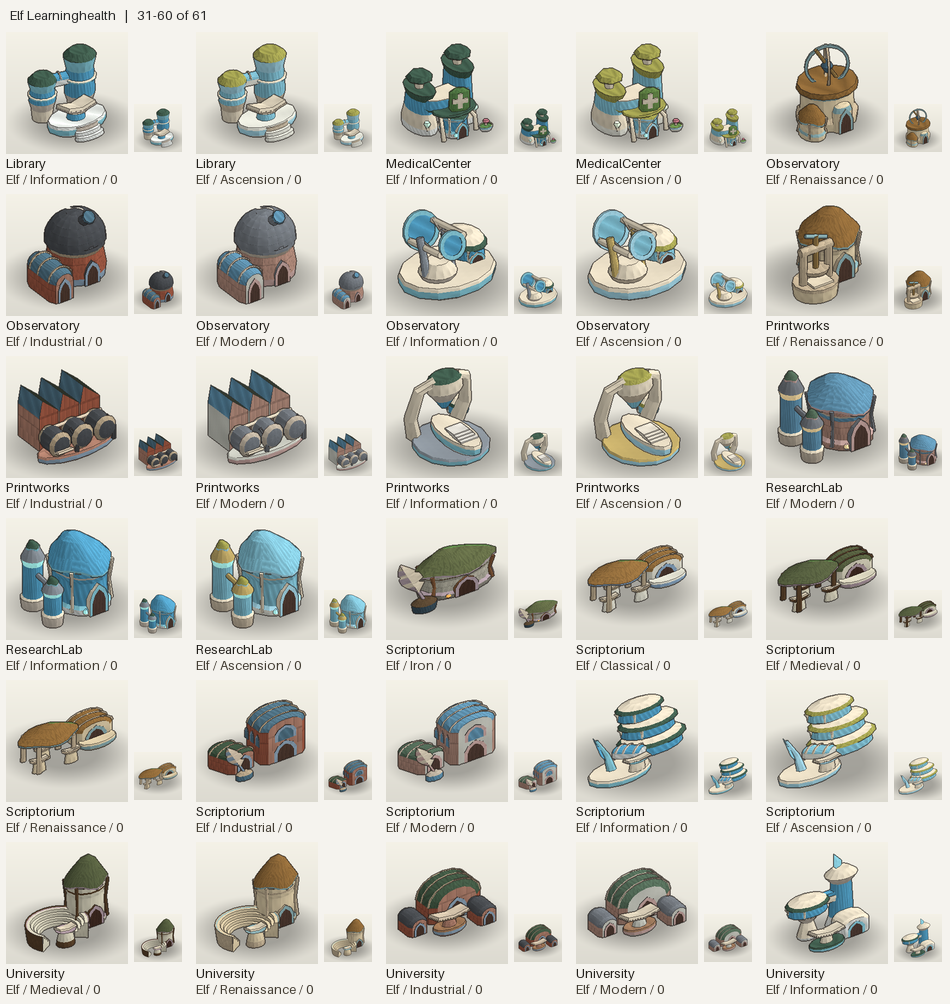 Elf Learninghealth | 31-60 of 61
Library
Elf / Information / 0
Library
Elf / Ascension / 0
MedicalCenter
Elf / Information / 0
MedicalCenter
Elf / Ascension / 0
Observatory
Elf / Renaissance / 0
Observatory
Elf / Industrial / 0
Observatory
Elf / Modern / 0
Observatory
Elf / Information / 0
Observatory
Elf / Ascension / 0
Printworks
Elf / Renaissance / 0
Printworks
Elf / Industrial / 0
Printworks
Elf / Modern / 0
Printworks
Elf / Information / 0
Printworks
Elf / Ascension / 0
ResearchLab
Elf / Modern / 0
ResearchLab
Elf / Information / 0
ResearchLab
Elf / Ascension / 0
Scriptorium
Elf / Iron / 0
Scriptorium
Elf / Classical / 0
Scriptorium
Elf / Medieval / 0
Scriptorium
Elf / Renaissance / 0
Scriptorium
Elf / Industrial / 0
Scriptorium
Elf / Modern / 0
Scriptorium
Elf / Information / 0
Scriptorium
Elf / Ascension / 0
University
Elf / Medieval / 0
University
Elf / Renaissance / 0
University
Elf / Industrial / 0
University
Elf / Modern / 0
University
Elf / Information / 0